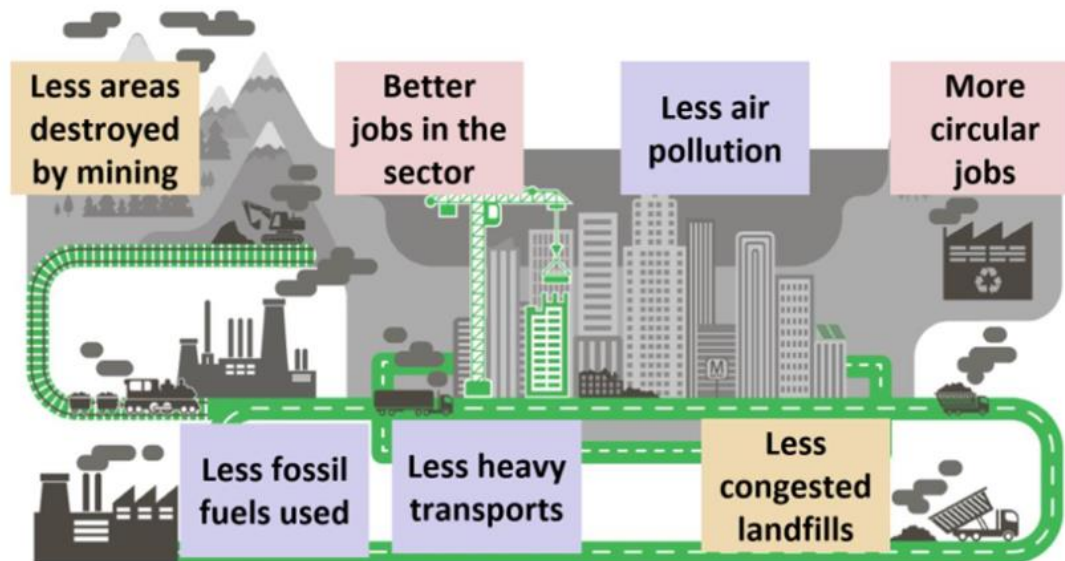 Less areas
destroyed
by mining
Better
jobs in the
sector
Less air
pollution
More
circular
jobs
M
Less fossil
fuels used
Less heavy
transports
Less
congested
landfills